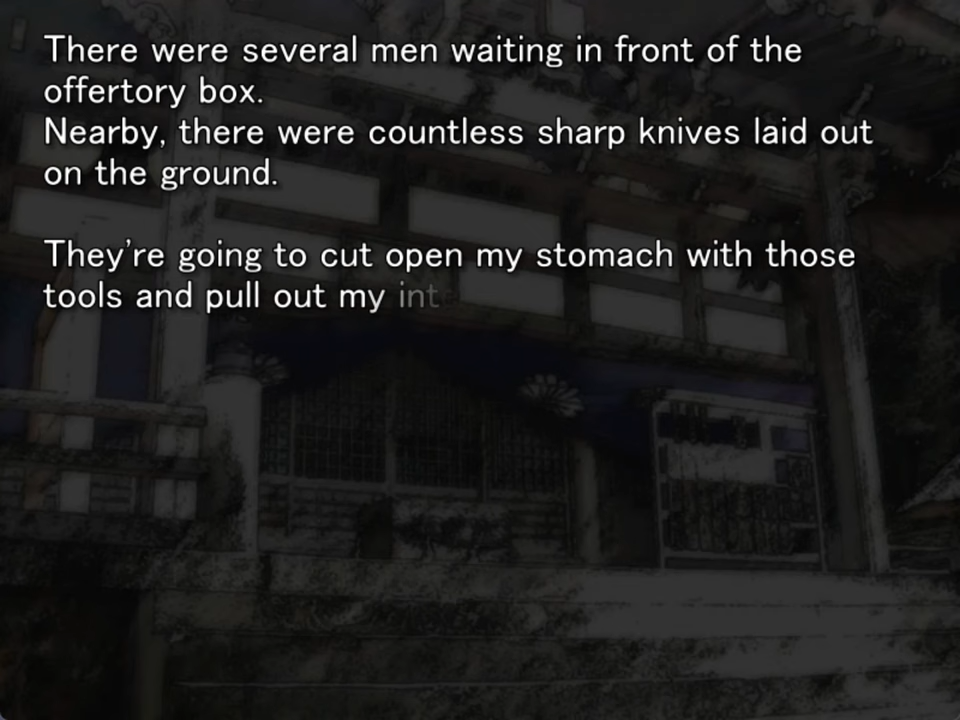 There were several men waiting in front of the
offertory box.
Nearby, there were countless sharp knives laid out
on the ground.
They're going to cut open my stomach with those
tools and pull out my int